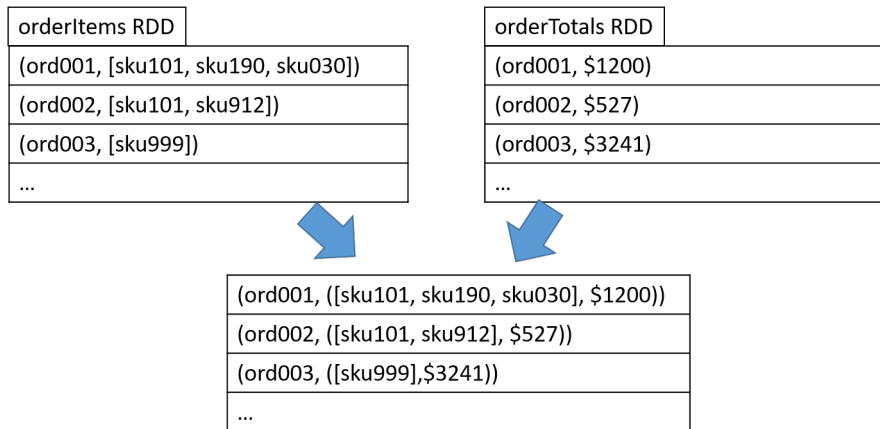 orderItems RDD
(ord001, [sku101, sku190, sku030])
(ord002, [sku101, sku912])
(ord003, [sku999])
...
orderTotals RDD
(ord001, $1200)
(ord002, $527)
(ord003, $3241)
...
(ord001, ([sku101, sku190, sku030], $1200))
(ord002, ([sku101, sku912], $527))
(ord003, ([sku999],$3241))
...